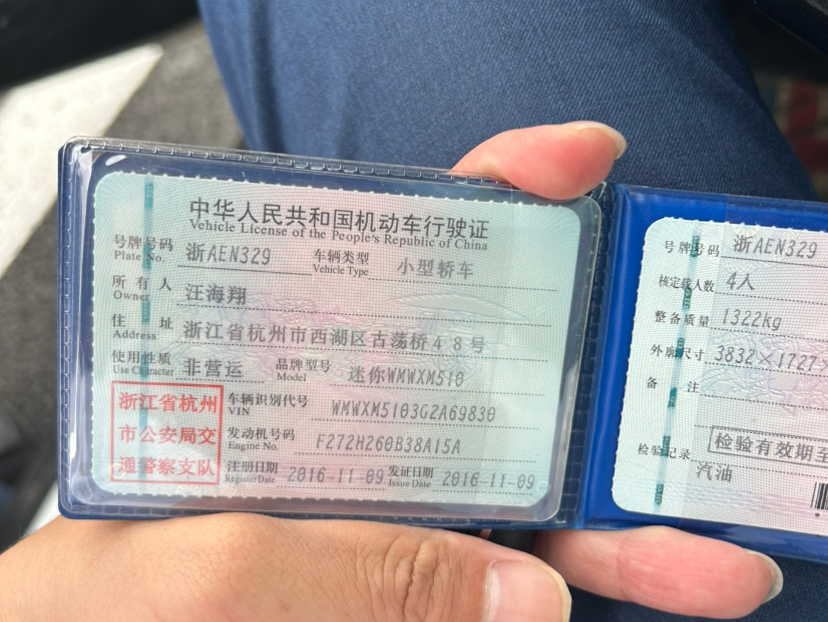 中华人民共和国机动车行驶证
Vehicle License of the People's Republic of China
号牌号码 浙AEN329 车辆类型 小型轿车
Plate No. Vehicle Type
所有人 汪海翔
Owner
住址 浙江省杭州市西湖区古荡桥48号
Address
使用性质 非营运 品牌型号 迷你WMWXM510
Use Character Model
浙江省杭州
市公安局交
通警察支队
车辆识别代号 WMWXM5103G2A69830
VIN
发动机号码 F272H260B38A15A
Engine No.
注册日期 2016-11-09 发证日期 2016-11-09
Register Date Issue Date
号牌号码 浙AEN329
核定载人数 4人
整备质量 1322kg
外廓尺寸 3832×1727×
备注
检验有效期至
检验记录
汽油